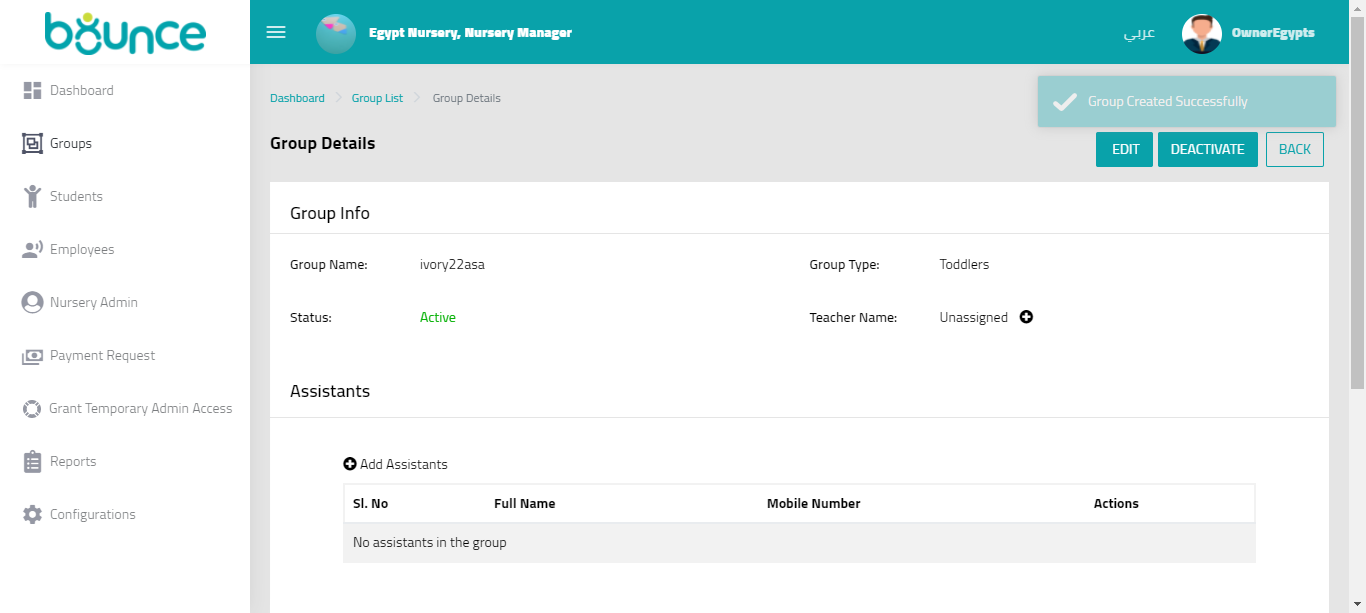 bounce
Egypt Nursery, Nursery Manager
عربي
OwnerEgypts
Dashboard
Groups
Students
Employees
Nursery Admin
Payment Request
Grant Temporary Admin Access
Reports
Configurations
Dashboard Group List Group Details
Group Created Successfully
Group Details
EDIT DEACTIVATE BACK
Group Info
Group Name: ivory22asa Group Type: Toddlers
Status: Active Teacher Name: Unassigned
Assistants
Add Assistants
Sl. No Full Name Mobile Number Actions
No assistants in the group